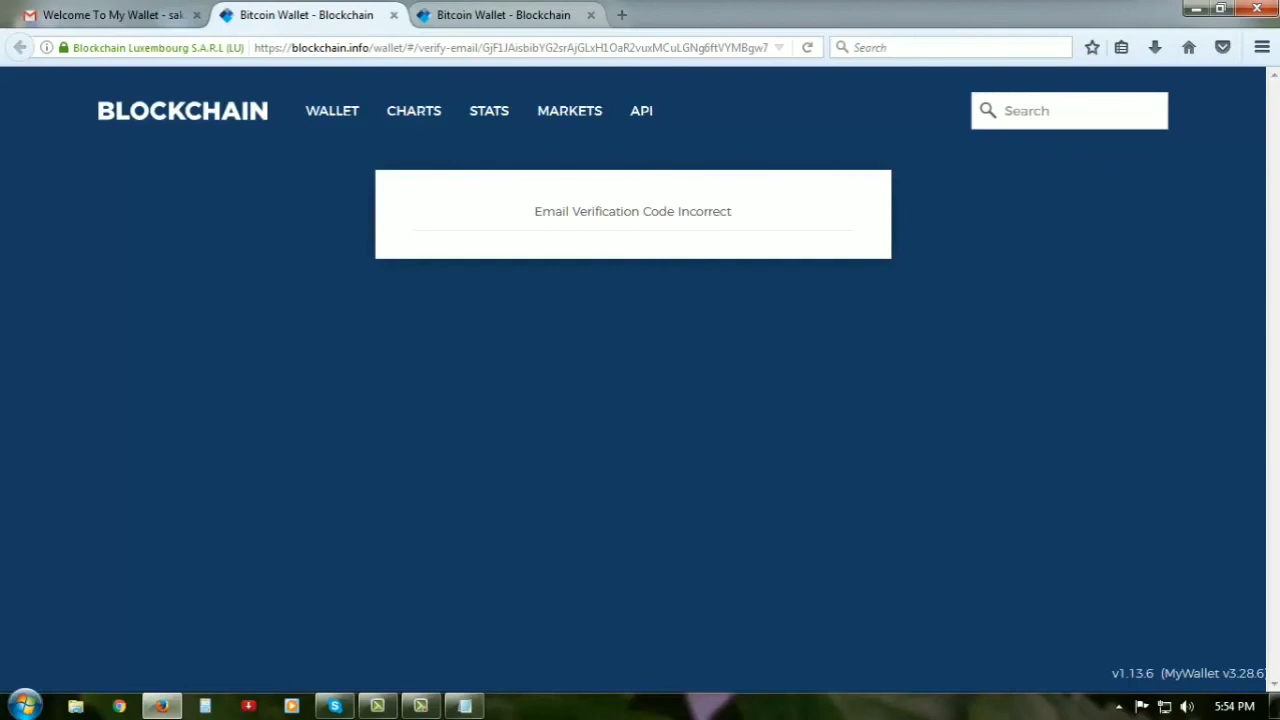 Welcome To My Wallet - sak
Bitcoin Wallet - Blockchain
Bitcoin Wallet - Blockchain
Blockchain Luxembourg S.A.R.L (LU)
https://blockchain.info/wallet/#/verify-email/GjF1JAisbibYG2srAjGLxH1OaR2vuxMCuLGNg6ftVYMBgw7
Search
BLOCKCHAIN
WALLET
CHARTS
STATS
MARKETS
API
Search
Email Verification Code Incorrect
v1.13.6 (MyWallet v3.28.6)
5:54 PM